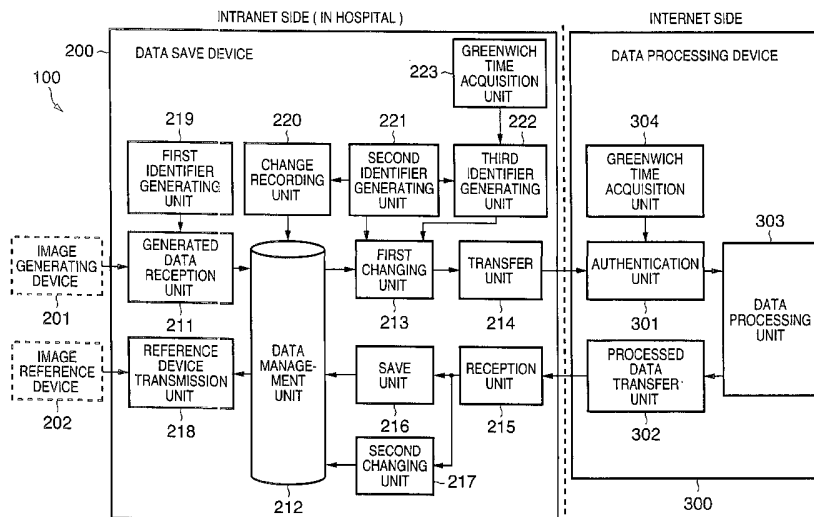 INTRANET SIDE ( IN HOSPITAL )
INTERNET SIDE
200
DATA SAVE DEVICE
100
GREENWICH
TIME
ACQUISITION
UNIT
223
DATA PROCESSING DEVICE
219
220
221
222
304
FIRST
IDENTIFIER
GENERATING
UNIT
CHANGE
RECORDING
UNIT
SECOND
IDENTIFIER
GENERATING
UNIT
THIRD
IDENTIFIER
GENERATING
UNIT
GREENWICH
TIME
ACQUISITION
UNIT
303
IMAGE
GENERATING
DEVICE
201
GENERATED
DATA
RECEPTION
UNIT
211
FIRST
CHANGING
UNIT
213
TRANSFER
UNIT
214
AUTHENTICATION
UNIT
301
DATA
PROCESSING
UNIT
IMAGE
REFERENCE
DEVICE
202
REFERENCE
DEVICE
TRANSMISSION
UNIT
218
DATA
MANAGE-
MENT
UNIT
212
SAVE
UNIT
216
RECEPTION
UNIT
215
PROCESSED
DATA
TRANSFER
UNIT
302
SECOND
CHANGING
UNIT
217
300